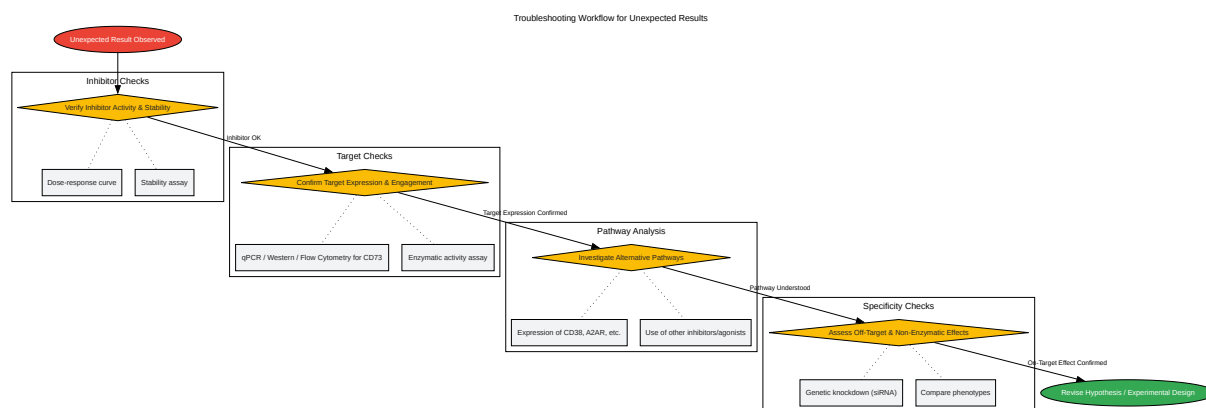 Troubleshooting Workflow for Unexpected Results
Unexpected Result Observed
Inhibitor Checks
Verify Inhibitor Activity & Stability
Dose-response curve
Stability assay
Inhibitor OK
Target Checks
Confirm Target Expression & Engagement
qPCR / Western / Flow Cytometry for CD73
Enzymatic activity assay
Target Expression Confirmed
Pathway Analysis
Investigate Alternative Pathways
Expression of CD38, A2AR, etc.
Use of other inhibitors/agonists
Pathway Understood
Specificity Checks
Assess Off-Target & Non-Enzymatic Effects
Genetic knockdown (siRNA)
Compare phenotypes
On-Target Effect Confirmed
Revise Hypothesis / Experimental Design